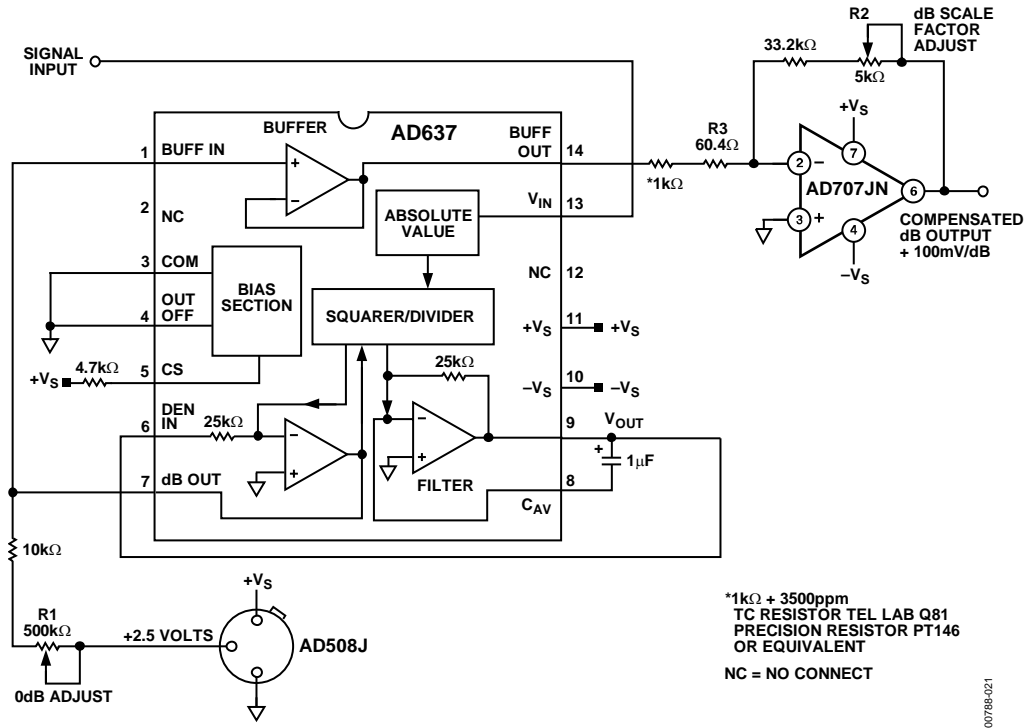 SIGNAL
INPUT
R2
dB SCALE
FACTOR
ADJUST
33.2kΩ
5kΩ
BUFFER
AD637
BUFF
OUT
14
1
BUFF IN
+
−
R3
60.4Ω
*1kΩ
+VS
2
−
7
AD707JN
6
3
+
4
−VS
COMPENSATED
dB OUTPUT
+ 100mV/dB
2
NC
ABSOLUTE
VALUE
VIN
13
3
COM
BIAS
SECTION
NC
12
OUT
OFF
4
SQUARER/DIVIDER
+VS
11
+VS
+VS
4.7kΩ
5
CS
25kΩ
−VS
10
−VS
DEN
IN
6
25kΩ
−
+
−
+
FILTER
9
VOUT
+
1µF
7
dB OUT
8
CAV
10kΩ
R1
500kΩ
0dB ADJUST
+2.5 VOLTS
+VS
AD508J
*1kΩ + 3500ppm
TC RESISTOR TEL LAB Q81
PRECISION RESISTOR PT146
OR EQUIVALENT
NC = NO CONNECT
00788-021